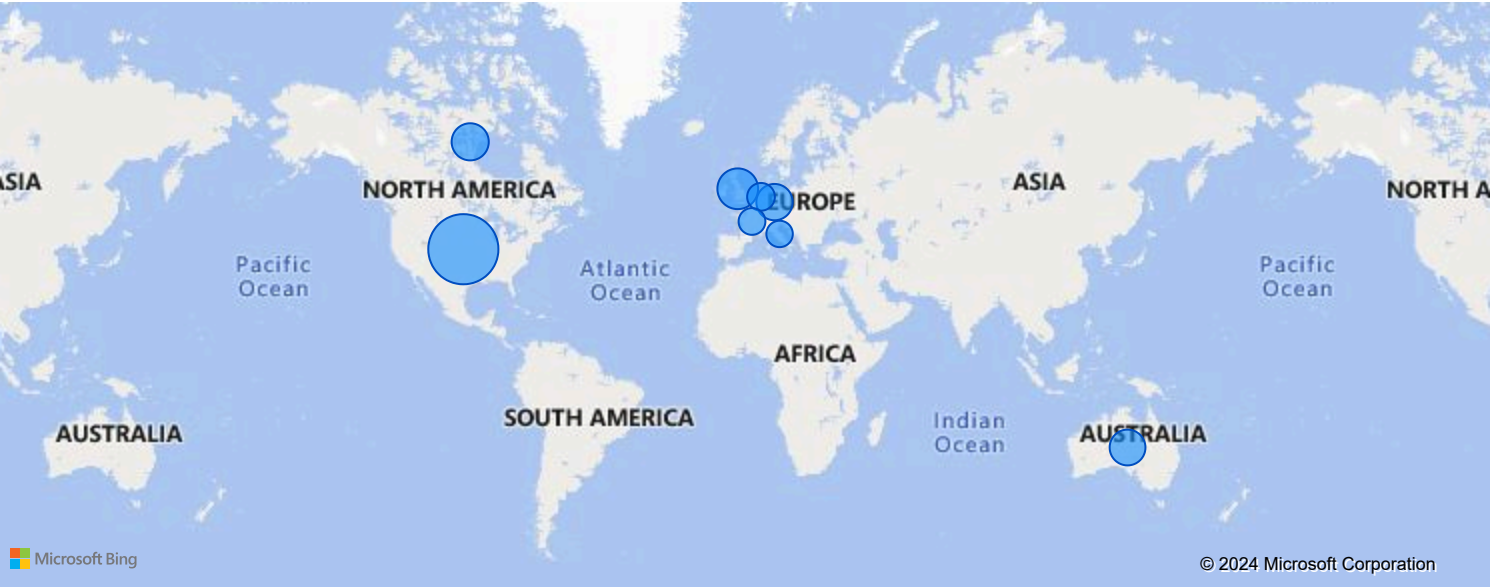 ASIA
NORTH AMERICA
EUROPE
ASIA
NORTH A
Pacific
Ocean
Atlantic
Ocean
Pacific
Ocean
AFRICA
SOUTH AMERICA
Indian
Ocean
AUSTRALIA
AUSTRALIA
Microsoft Bing
© 2024 Microsoft Corporation